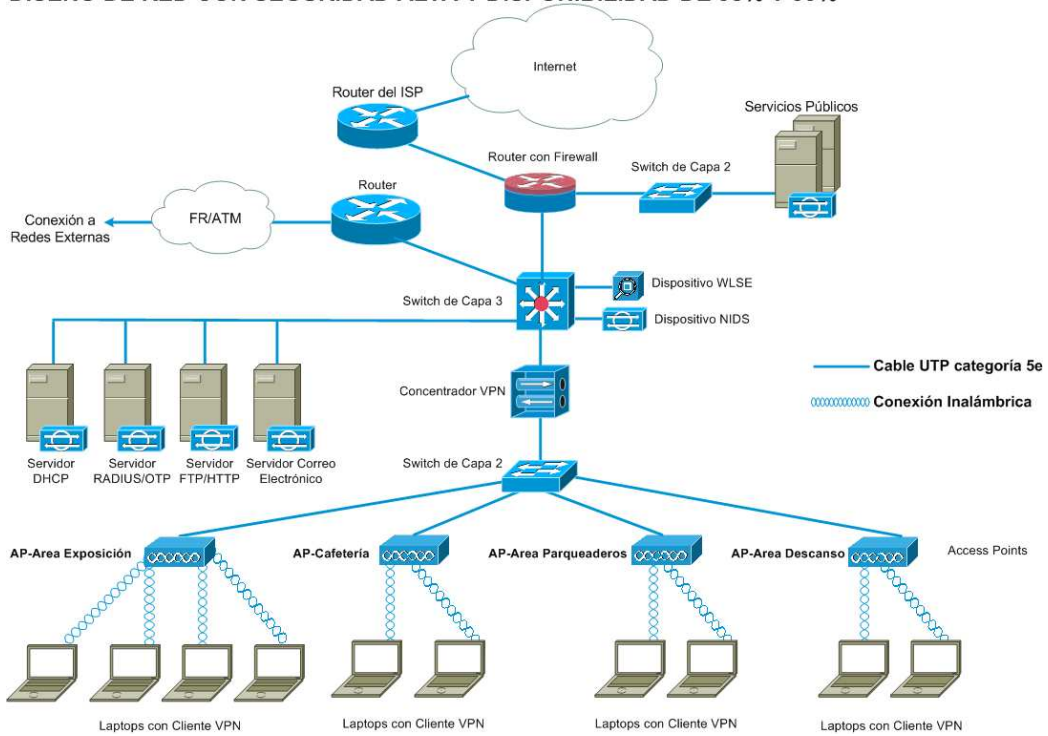 Internet
Router del ISP
Servicios Públicos
Router con Firewall
Switch de Capa 2
Router
FR/ATM
Conexión a
Redes Externas
Dispositivo WLSE
Switch de Capa 3
Dispositivo NIDS
Cable UTP categoría 5e
Concentrador VPN
Conexión Inalámbrica
Servidor
DHCP
Servidor
RADIUS/OTP
Servidor
FTP/HTTP
Servidor Correo
Electrónico
Switch de Capa 2
AP-Area Exposición
AP-Cafetería
AP-Area Parqueaderos
AP-Area Descanso
Access Points
Laptops con Cliente VPN
Laptops con Cliente VPN
Laptops con Cliente VPN
Laptops con Cliente VPN